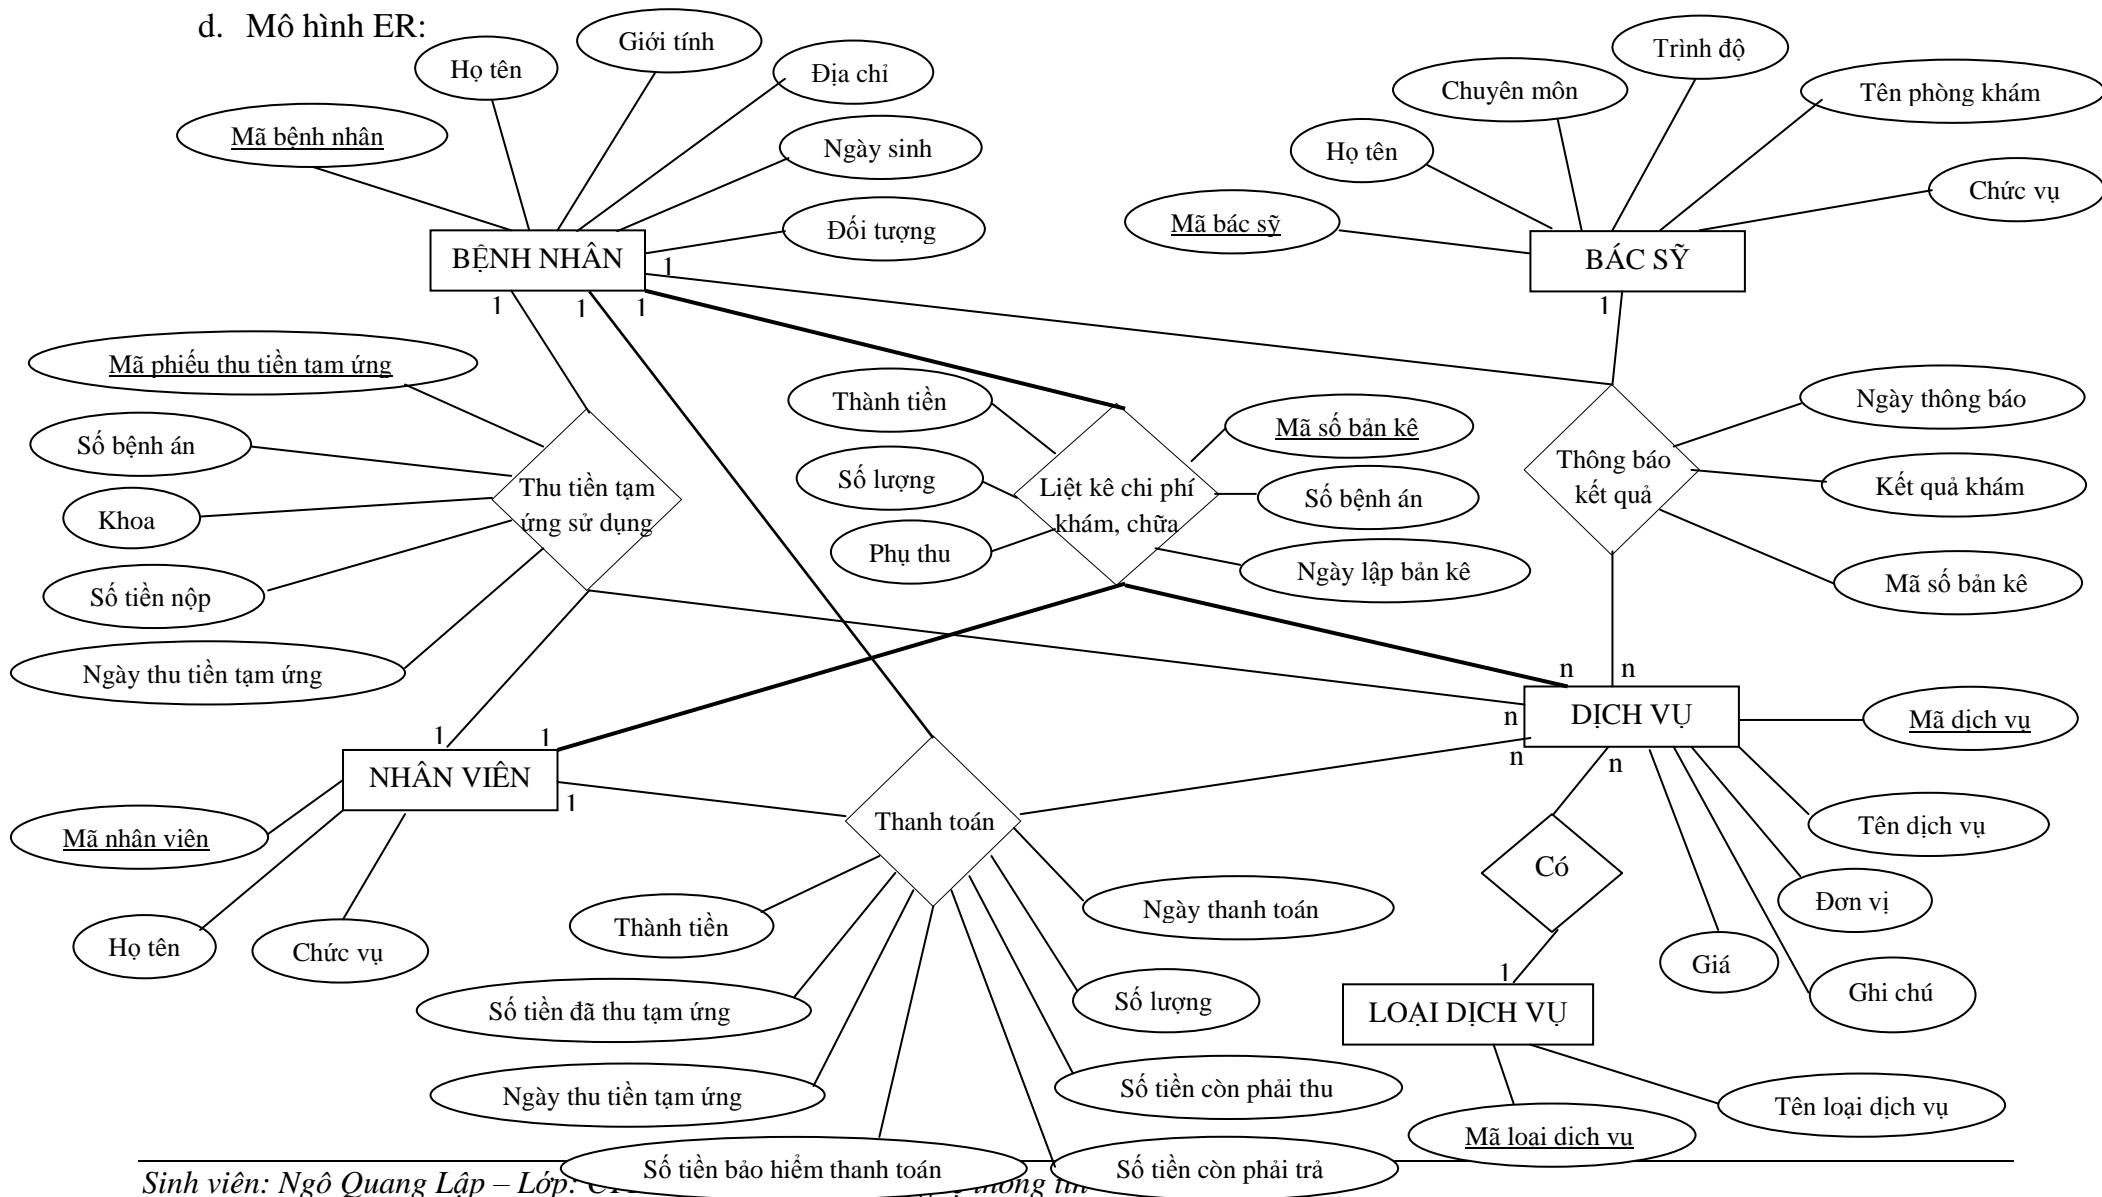 d. Mô hình ER:
Giới tính
Họ tên
Địa chỉ
Mã bệnh nhân
Ngày sinh
Đối tượng
BỆNH NHÂN
1
1
1
1
Trình độ
Chuyên môn
Tên phòng khám
Họ tên
Chức vụ
Mã bác sỹ
BÁC SỸ
1
Mã phiếu thu tiền tạm ứng
Số bệnh án
Khoa
Số tiền nộp
Ngày thu tiền tạm ứng
Thu tiền tạm
ứng sử dụng
Thành tiền
Số lượng
Phụ thu
Liệt kê chi phí
khám, chữa
Mã số bản kê
Số bệnh án
Ngày lập bản kê
Thông báo
kết quả
Ngày thông báo
Kết quả khám
Mã số bản kê
1
1
1
NHÂN VIÊN
Mã nhân viên
Họ tên
Chức vụ
n
n
n
n
n
DỊCH VỤ
Mã dịch vụ
Tên dịch vụ
Đơn vị
Ghi chú
Giá
Thanh toán
Thành tiền
Số tiền đã thu tạm ứng
Ngày thu tiền tạm ứng
Số tiền bảo hiểm thanh toán
Số tiền còn phải trả
Số tiền còn phải thu
Số lượng
Ngày thanh toán
Có
1
LOẠI DỊCH VỤ
Mã loại dịch vụ
Tên loại dịch vụ
Sinh viên: Ngô Quang Lập – Lớp: thông tin